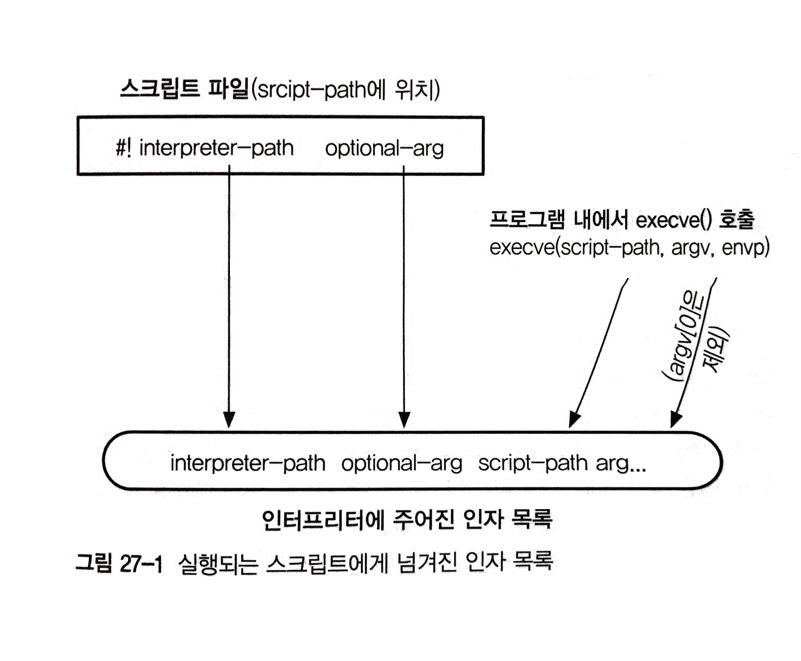 스크립트 파일(srcipt-path에 위치)
#! interpreter-path optional-arg
프로그램 내에서 execve() 호출
execve(script-path, argv, envp)
(argv[0]은
제외)
interpreter-path optional-arg script-path arg...
인터프리터에 주어진 인자 목록
그림 27-1 실행되는 스크립트에게 넘겨진 인자 목록